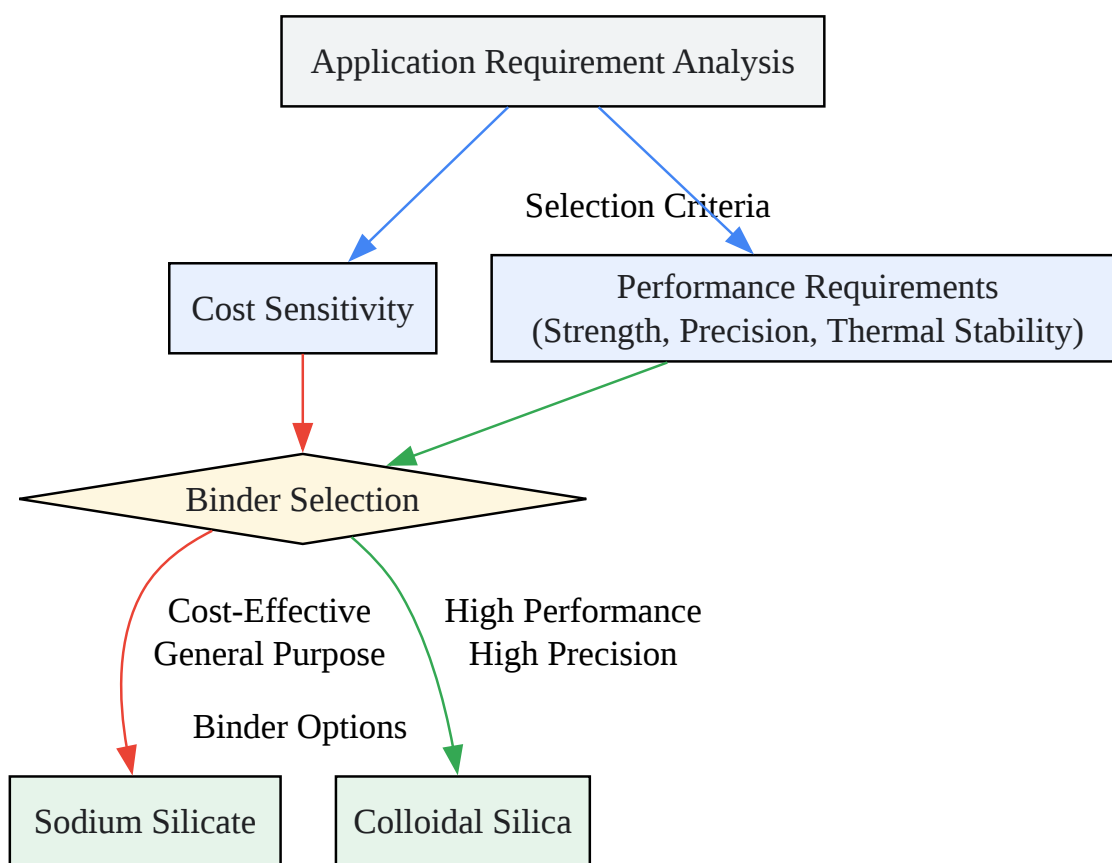 Application Requirement Analysis
Selection Criteria
Cost Sensitivity
Performance Requirements
(Strength, Precision, Thermal Stability)
Binder Selection
Cost-Effective
General Purpose
High Performance
High Precision
Binder Options
Sodium Silicate
Colloidal Silica